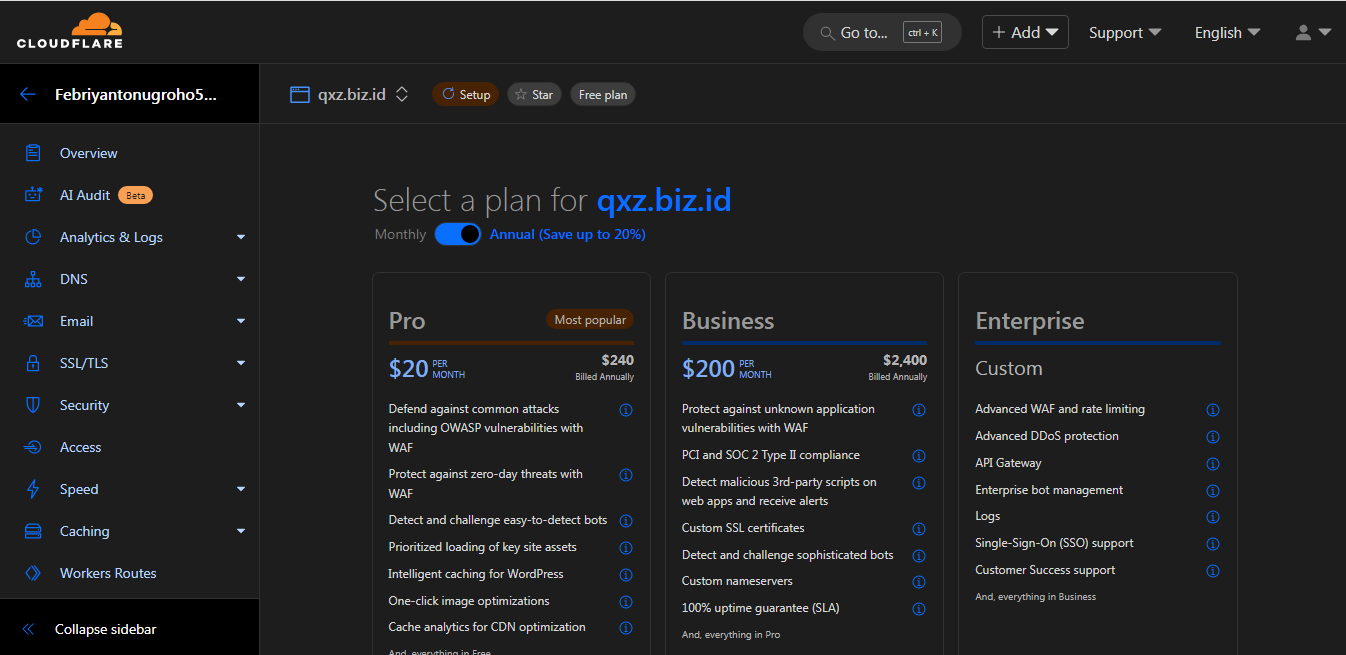 CLOUDFLARE
Go to...
ctrl + K
+ Add
Support
English
Febriyantonugroho5...
qxz.biz.id
Setup
Star
Free plan
Overview
AI Audit Beta
Analytics & Logs
DNS
Email
SSL/TLS
Security
Access
Speed
Caching
Workers Routes
Collapse sidebar
Select a plan for qxz.biz.id
Monthly
Annual (Save up to 20%)
Pro
Most popular
$20 PER MONTH
$240
Billed Annually
Defend against common attacks
including OWASP vulnerabilities with
WAF
Protect against zero-day threats with
WAF
Detect and challenge easy-to-detect bots
Prioritized loading of key site assets
Intelligent caching for WordPress
One-click image optimizations
Cache analytics for CDN optimization
And, everything in Free
Business
$200 PER MONTH
$2,400
Billed Annually
Protect against unknown application
vulnerabilities with WAF
PCI and SOC 2 Type II compliance
Detect malicious 3rd-party scripts on
web apps and receive alerts
Custom SSL certificates
Detect and challenge sophisticated bots
Custom nameservers
100% uptime guarantee (SLA)
And, everything in Pro
Enterprise
Custom
Advanced WAF and rate limiting
Advanced DDoS protection
API Gateway
Enterprise bot management
Logs
Single-Sign-On (SSO) support
Customer Success support
And, everything in Business